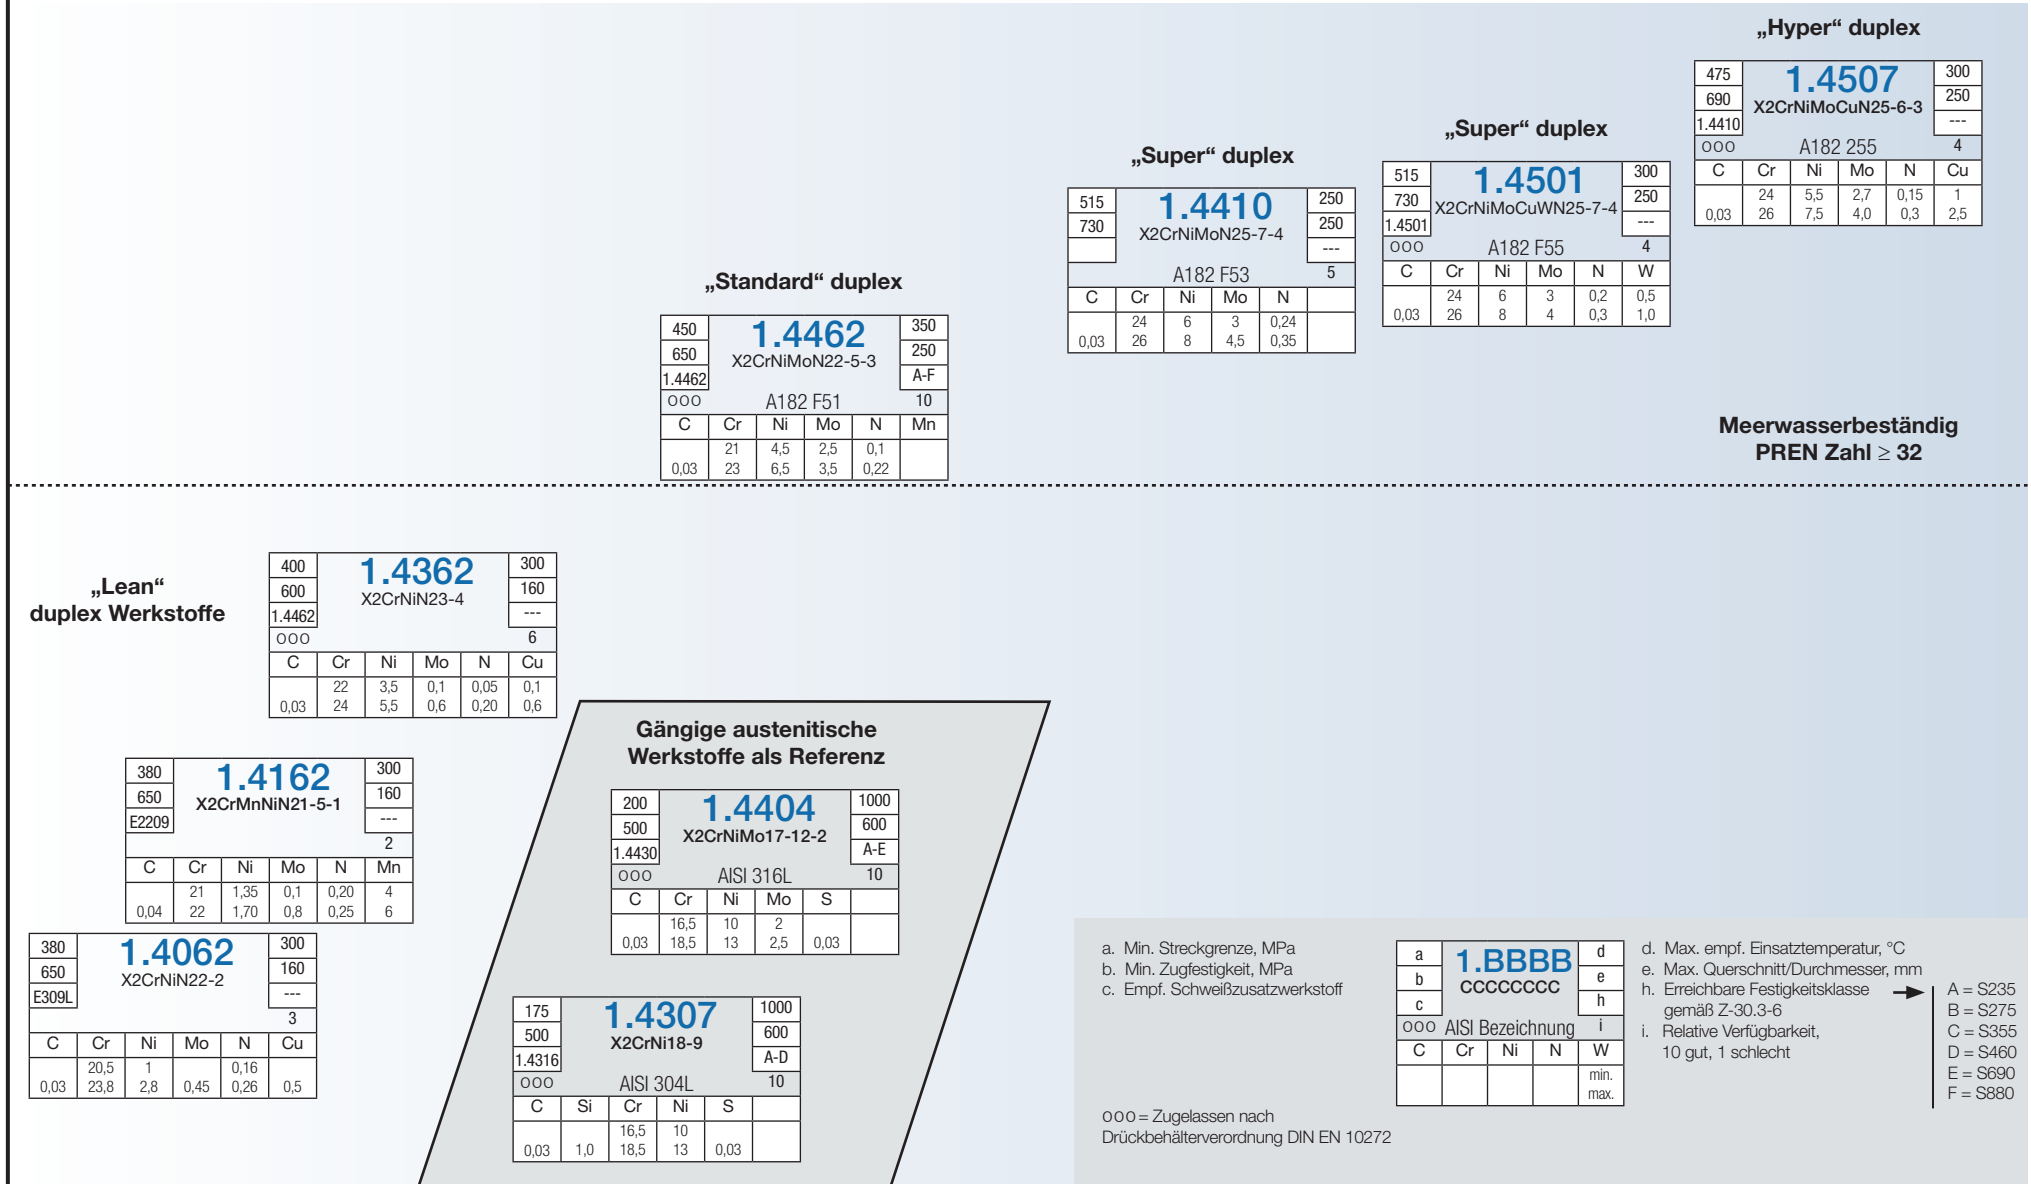 „Hyper“ duplex
475 1.4507 300
690 X2CrNiMoCuN25-6-3 250
1.4410 ---
OOO A182 255 4
C Cr Ni Mo N Cu
24 5,5 2,7 0,15 1
0,03 26 7,5 4,0 0,3 2,5
„Super“ duplex
515 1.4501 300
730 X2CrNiMoCuWN25-7-4 250
1.4501 ---
OOO A182 F55 4
C Cr Ni Mo N W
24 6 3 0,2 0,5
0,03 26 8 4 0,3 1,0
„Super“ duplex
515 1.4410 250
730 X2CrNiMoN25-7-4 250
---
A182 F53 5
C Cr Ni Mo N
24 6 3 0,24
0,03 26 8 4,5 0,35
„Standard“ duplex
450 1.4462 350
650 X2CrNiMoN22-5-3 250
1.4462 A-F
OOO A182 F51 10
C Cr Ni Mo N Mn
21 4,5 2,5 0,1
0,03 23 6,5 3,5 0,22
Meerwasserbeständig
PREN Zahl ≥ 32
„Lean“
duplex Werkstoffe
400 1.4362 300
600 X2CrNiN23-4 160
1.4462 ---
OOO 6
C Cr Ni Mo N Cu
22 3,5 0,1 0,05 0,1
0,03 24 5,5 0,6 0,20 0,6
380 1.4162 300
650 X2CrMnNiN21-5-1 160
E2209 ---
2
C Cr Ni Mo N Mn
21 1,35 0,1 0,20 4
0,04 22 1,70 0,8 0,25 6
380 1.4062 300
650 X2CrNiN22-2 160
E309L ---
3
C Cr Ni Mo N Cu
20,5 1 0,16
0,03 23,8 2,8 0,45 0,26 0,5
Gängige austenitische
Werkstoffe als Referenz
200 1.4404 1000
500 X2CrNiMo17-12-2 600
1.4430 A-E
OOO AISI 316L 10
C Cr Ni Mo S
16,5 10 2
0,03 18,5 13 2,5 0,03
175 1.4307 1000
500 X2CrNi18-9 600
1.4316 A-D
OOO AISI 304L 10
C Si Cr Ni S
16,5 10
0,03 1,0 18,5 13 0,03
a. Min. Streckgrenze, MPa
b. Min. Zugfestigkeit, MPa
c. Empf. Schweißzusatzwerkstoff
OOO = Zugelassen nach
Drückbehälterverordnung DIN EN 10272
a 1.BBBB d
b CCCCCCCC e
c h
OOO AISI Bezeichnung i
C Cr Ni N W
min.
max.
d. Max. empf. Einsatztemperatur, °C
e. Max. Querschnitt/Durchmesser, mm
h. Erreichbare Festigkeitsklasse
gemäß Z-30.3-6
i. Relative Verfügbarkeit,
10 gut, 1 schlecht
A = S235
B = S275
C = S355
D = S460
E = S690
F = S880